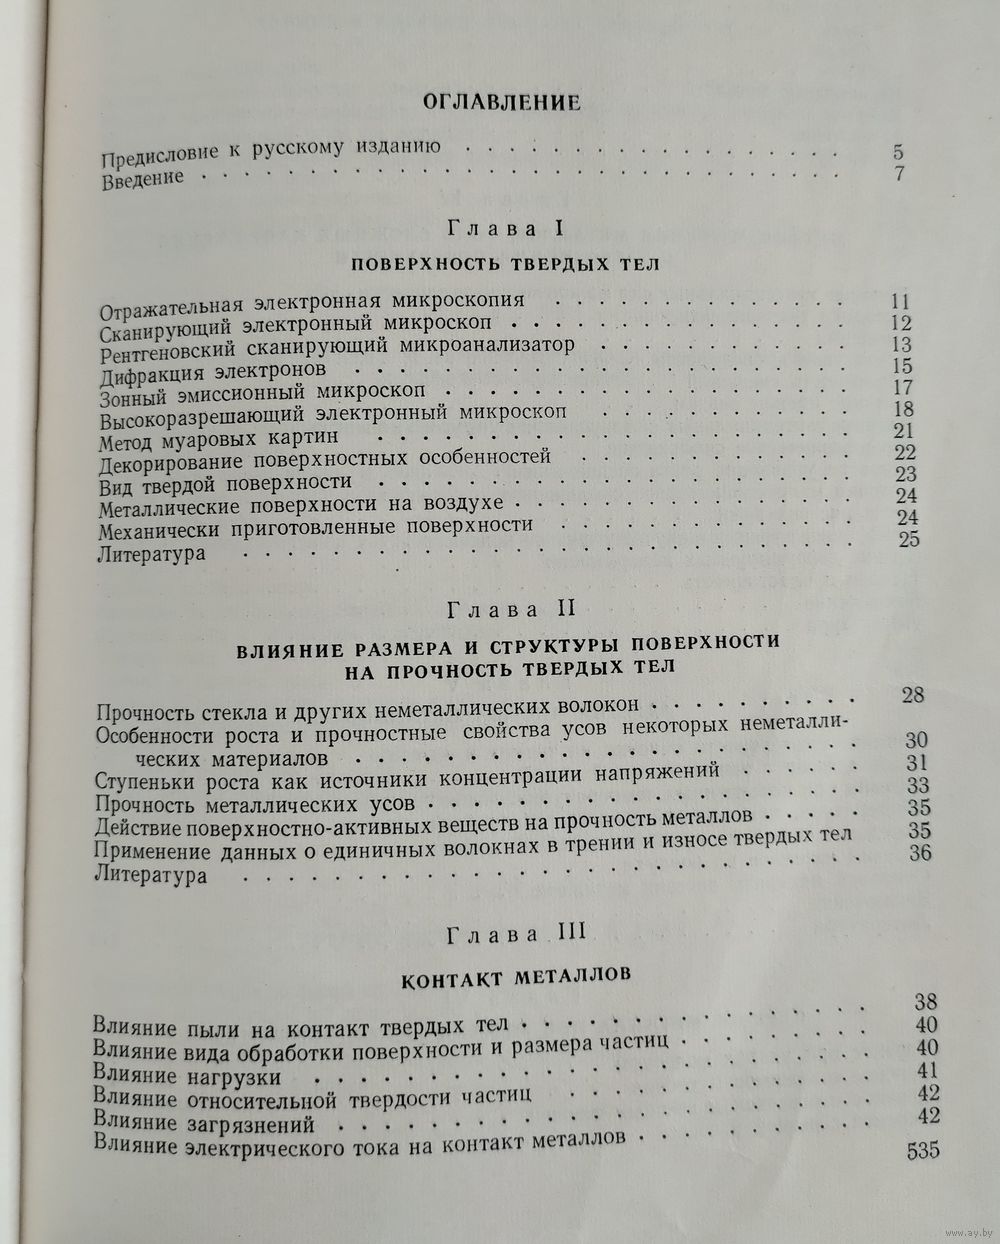 ОГЛАВЛЕНИЕ
Предисловие к русскому изданию . . . . . . . . . . . . . . . . . 5
Введение . . . . . . . . . . . . . . . . . . . . . . . . . . . . 7
Глава I
ПОВЕРХНОСТЬ ТВЕРДЫХ ТЕЛ
Отражательная электронная микроскопия . . . . . . . . . . . . . 11
Сканирующий электронный микроскоп . . . . . . . . . . . . . . . 12
Рентгеновский сканирующий микроанализатор . . . . . . . . . . . 13
Дифракция электронов . . . . . . . . . . . . . . . . . . . . . 15
Зонный эмиссионный микроскоп . . . . . . . . . . . . . . . . . 17
Высокоразрешающий электронный микроскоп . . . . . . . . . . . 18
Метод муаровых картин . . . . . . . . . . . . . . . . . . . . . 21
Декорирование поверхностных особенностей . . . . . . . . . . . 22
Вид твердой поверхности . . . . . . . . . . . . . . . . . . . . 23
Металлические поверхности на воздухе . . . . . . . . . . . . . 24
Механически приготовленные поверхности . . . . . . . . . . . . 24
Литература . . . . . . . . . . . . . . . . . . . . . . . . . . 25
Глава II
ВЛИЯНИЕ РАЗМЕРА И СТРУКТУРЫ ПОВЕРХНОСТИ
НА ПРОЧНОСТЬ ТВЕРДЫХ ТЕЛ
Прочность стекла и других неметаллических волокон . . . . . . . . 28
Особенности роста и прочностные свойства усов некоторых неметалли-
ческих материалов . . . . . . . . . . . . . . . . . . . . . . . 30
Ступеньки роста как источники концентрации напряжений . . . . . . 31
Прочность металлических усов . . . . . . . . . . . . . . . . . . 33
Действие поверхностно-активных веществ на прочность металлов . . . . . 35
Применение данных о единичных волокнах в трении и износе твердых тел 35
Литература . . . . . . . . . . . . . . . . . . . . . . . . . . 36
Глава III
КОНТАКТ МЕТАЛЛОВ
Влияние пыли на контакт твердых тел . . . . . . . . . . . . . . 38
Влияние вида обработки поверхности и размера частиц . . . . . . . 40
Влияние нагрузки . . . . . . . . . . . . . . . . . . . . . . . 40
Влияние относительной твердости частиц . . . . . . . . . . . . 41
Влияние загрязнений . . . . . . . . . . . . . . . . . . . . . . 42
Влияние электрического тока на контакт металлов . . . . . . . . . 42
535
www.ay.by